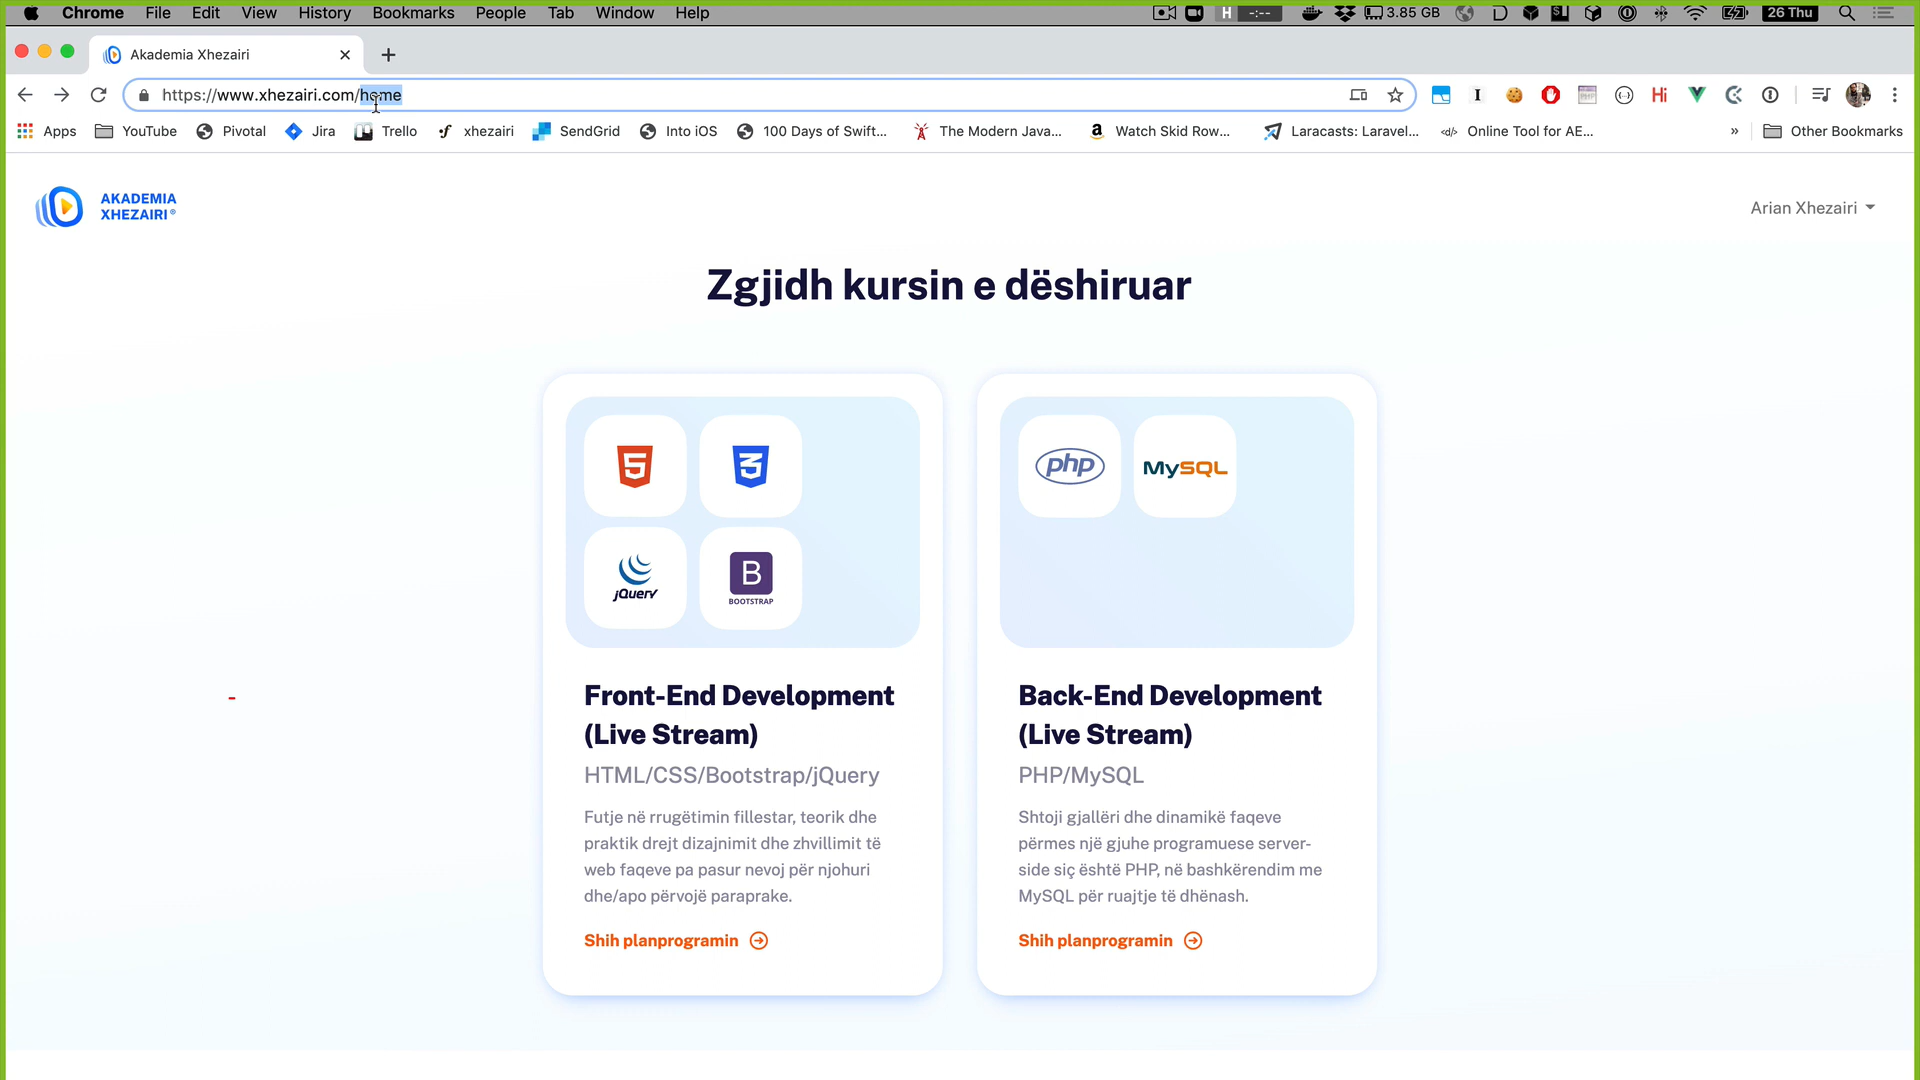 Chrome File Edit View History Bookmarks People Tab Window Help H -:-- 3.85 GB 26 Thu
Akademia Xhezairi
https://www.xhezairi.com/home Hi
Apps YouTube Pivotal Jira Trello xhezairi SendGrid Into iOS 100 Days of Swift... The Modern Java... Watch Skid Row... Laracasts: Laravel... Online Tool for AE... » Other Bookmarks
AKADEMIA
XHEZAIRI®
Arian Xhezairi
Zgjidh kursin e dëshiruar
jQuery
B
BOOTSTRAP
Front-End Development
(Live Stream)
HTML/CSS/Bootstrap/jQuery
Futje në rrugëtimin fillestar, teorik dhe
praktik drejt dizajnimit dhe zhvillimit të
web faqeve pa pasur nevoj për njohuri
dhe/apo përvojë paraprake.
Shih planprogramin
php MySQL
Back-End Development
(Live Stream)
PHP/MySQL
Shtoji gjallëri dhe dinamikë faqeve
përmes një gjuhe programuese server-
side siç është PHP, në bashkërendim me
MySQL për ruajtje të dhënash.
Shih planprogramin